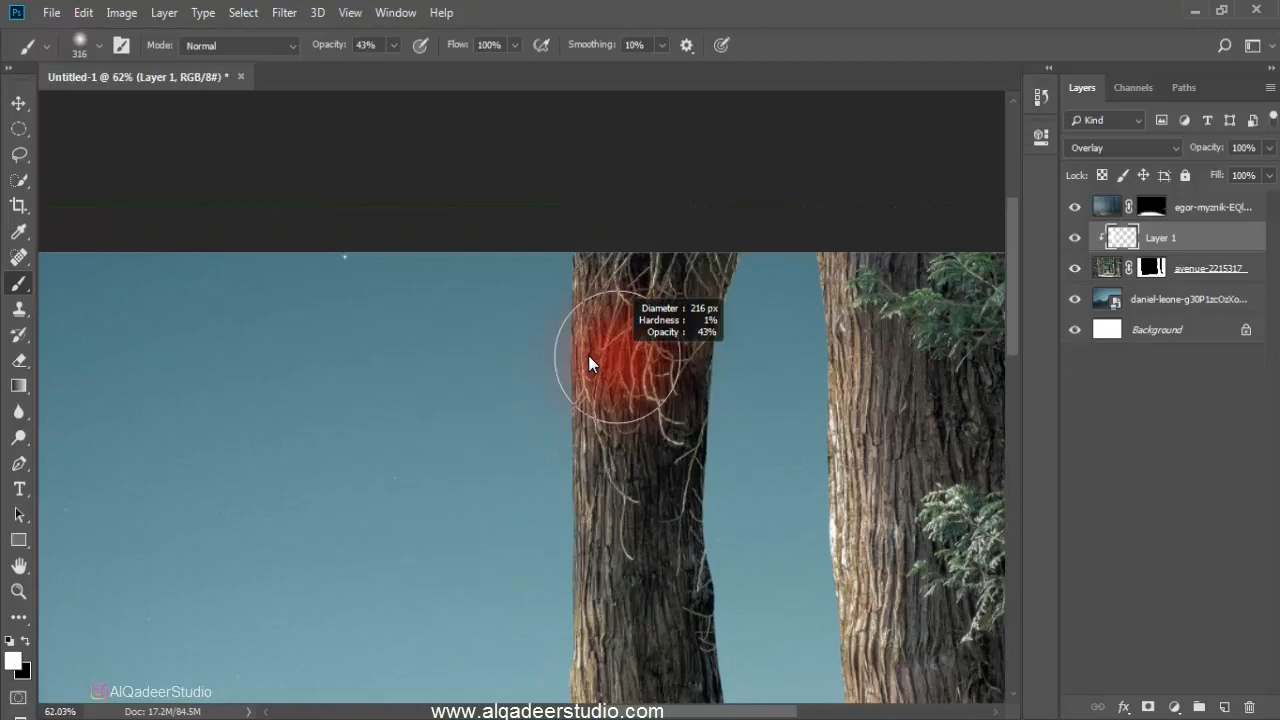 Ps File Edit Image Layer Type Select Filter 3D View Window Help
316 Mode: Normal Opacity: 43% Flow: 100% Smoothing: 10%
Untitled-1 @ 62% (Layer 1, RGB/8#) *
Layers Channels Paths
Kind
Overlay Opacity: 100%
Lock: Fill: 100%
egor-myznik-EQl...
Layer 1
avenue-2215317
daniel-leone-g30P1zcOzXo...
Background
Diameter : 216 px
Hardness : 1%
Opacity : 43%
AlQadeerStudio
62.03% Doc: 17.2M/84.5M
www.alqadeerstudio.com